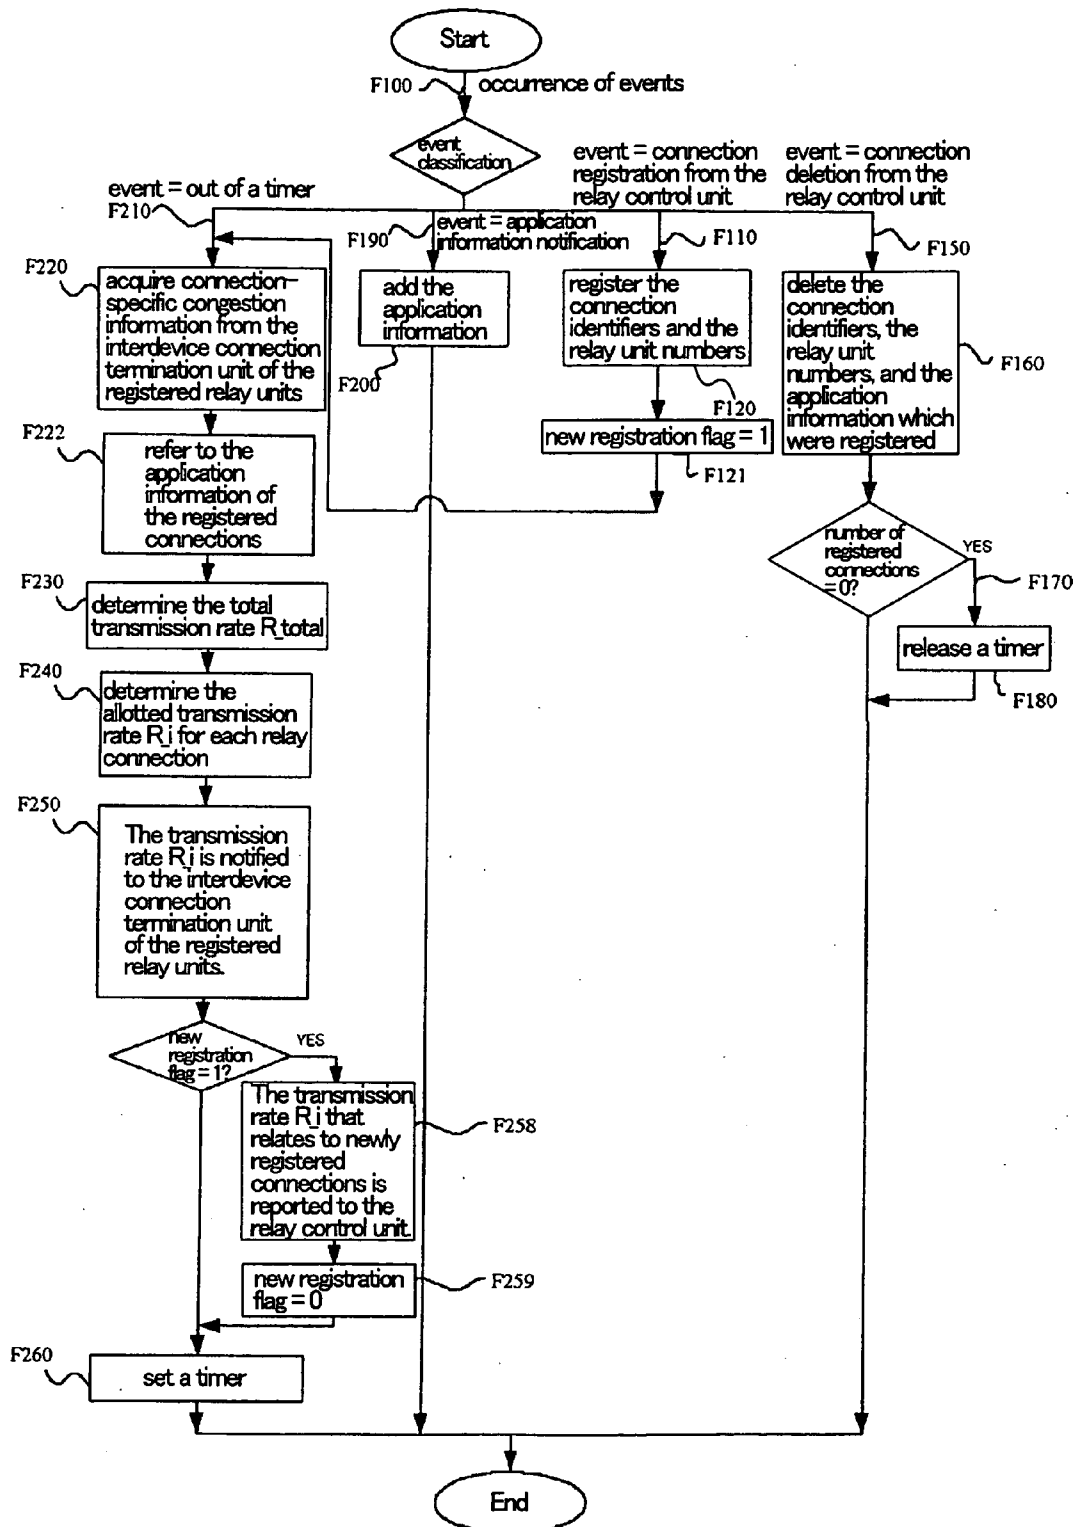 Start
F100
occurrence of events
event
classification
event = connection
registration from the
relay control unit
event = connection
deletion from the
relay control unit
event = out of a timer
F210
F190
event = application
information notification
F110
F150
F220
acquire connection-
specific congestion
information from the
interdevice connection
termination unit of the
registered relay units
add the
application
information
F200
register the
connection
identifiers and the
relay unit numbers
F120
new registration flag = 1
F121
delete the
connection
identifiers, the
relay unit
numbers, and the
application
information which
were registered
F160
F222
refer to the
application
information of
the registered
connections
number of
registered
connections
=0?
YES
F170
release a timer
F180
F230
determine the total
transmission rate R_total
F240
determine the
allotted transmission
rate R_i for each relay
connection
F250
The transmission
rate R_i is notified
to the interdevice
connection
termination unit
of the registered
relay units.
new
registration
flag = 1?
YES
The transmission
rate R_i that
relates to newly
registered
connections is
reported to the
relay control unit.
F258
new registration
flag = 0
F259
F260
set a timer
End